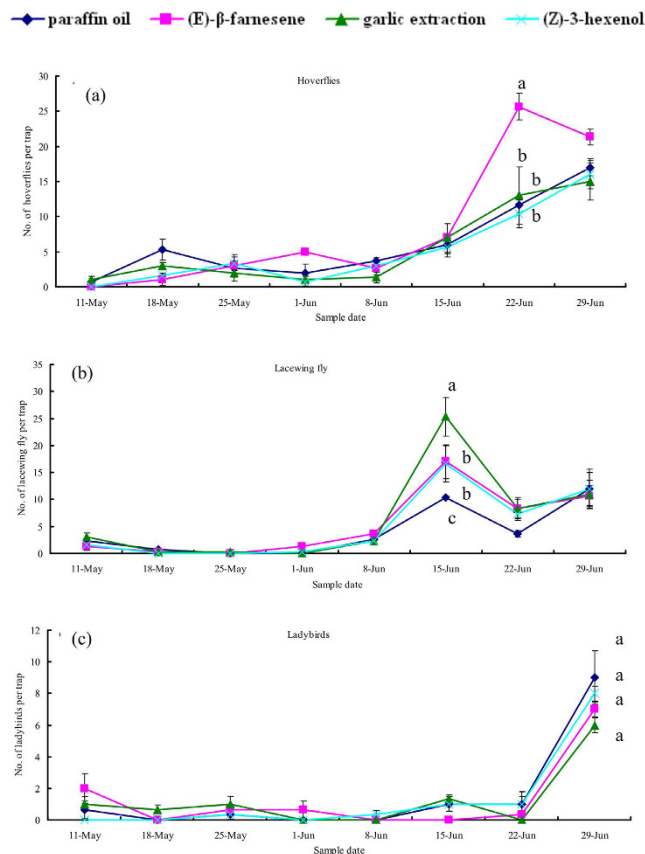 paraffin oil (E)-β-farnesene garlic extraction (Z)-3-hexenol
Hoverflies
(a)
a
b
b
b
No. of hoverflies per trap
30
25
20
15
10
5
0
11-May 18-May 25-May 1-Jun 8-Jun 15-Jun 22-Jun 29-Jun
Sample date
Lacewing fly
(b)
a
b
b
c
No. of lacewing fly per trap
35
30
25
20
15
10
5
0
11-May 18-May 25-May 1-Jun 8-Jun 15-Jun 22-Jun 29-Jun
Sample date
Ladybirds
(c)
a
a
a
a
No. of ladybirds per trap
12
10
8
6
4
2
0
11-May 18-May 25-May 1-Jun 8-Jun 15-Jun 22-Jun 29-Jun
Sample date